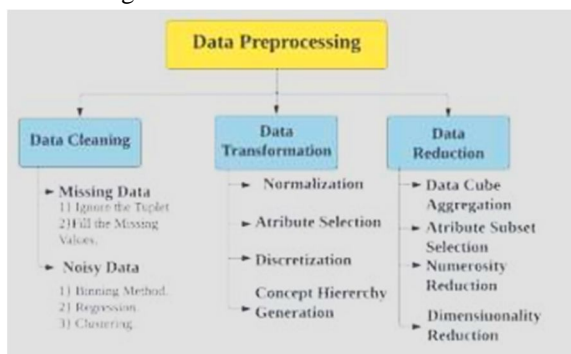 Data Preprocessing
Data Cleaning
Missing Data
1) Ignore the Tuplet
2)Fill the Missing
Values.
Noisy Data
1) Binning Method.
2) Regression
3) Clustering.
Data
Transformation
Normalization
Atribute Selection
Discretization
Concept Hiererchy
Generation
Data
Reduction
Data Cube
Aggregation
Atribute Subset
Selection
Numerosity
Reduction
Dimensiuonality
Reduction